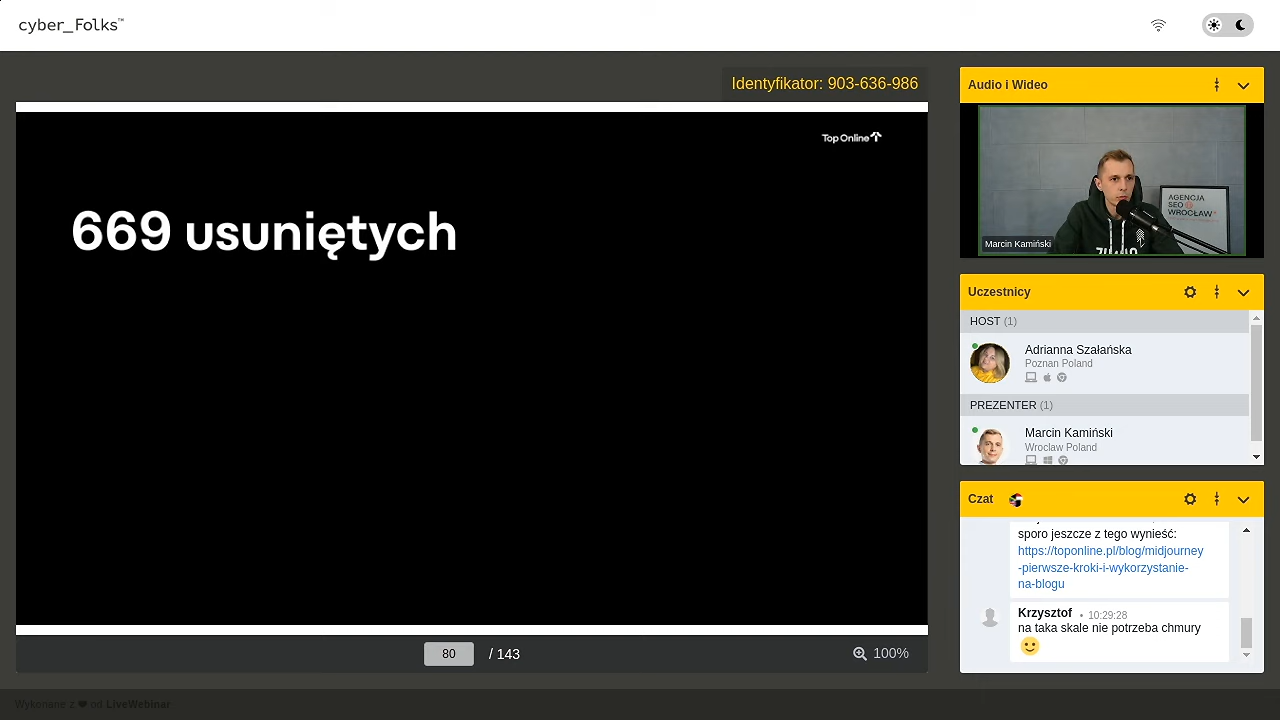 cyber_Folks™
Identyfikator: 903-636-986
Top Online
669 usuniętych
80 / 143
100%
Wykonane z ❤ od LiveWebinar
Audio i Wideo
AGENCJA
SEO
WROCŁAW
Marcin Kamiński
Uczestnicy
HOST (1)
Adrianna Szałańska
Poznan Poland
PREZENTER (1)
Marcin Kamiński
Wroclaw Poland
Czat
sporo jeszcze z tego wynieść:
https://toponline.pl/blog/midjourney
-pierwsze-kroki-i-wykorzystanie-
na-blogu
Krzysztof • 10:29:28
na taka skale nie potrzeba chmury